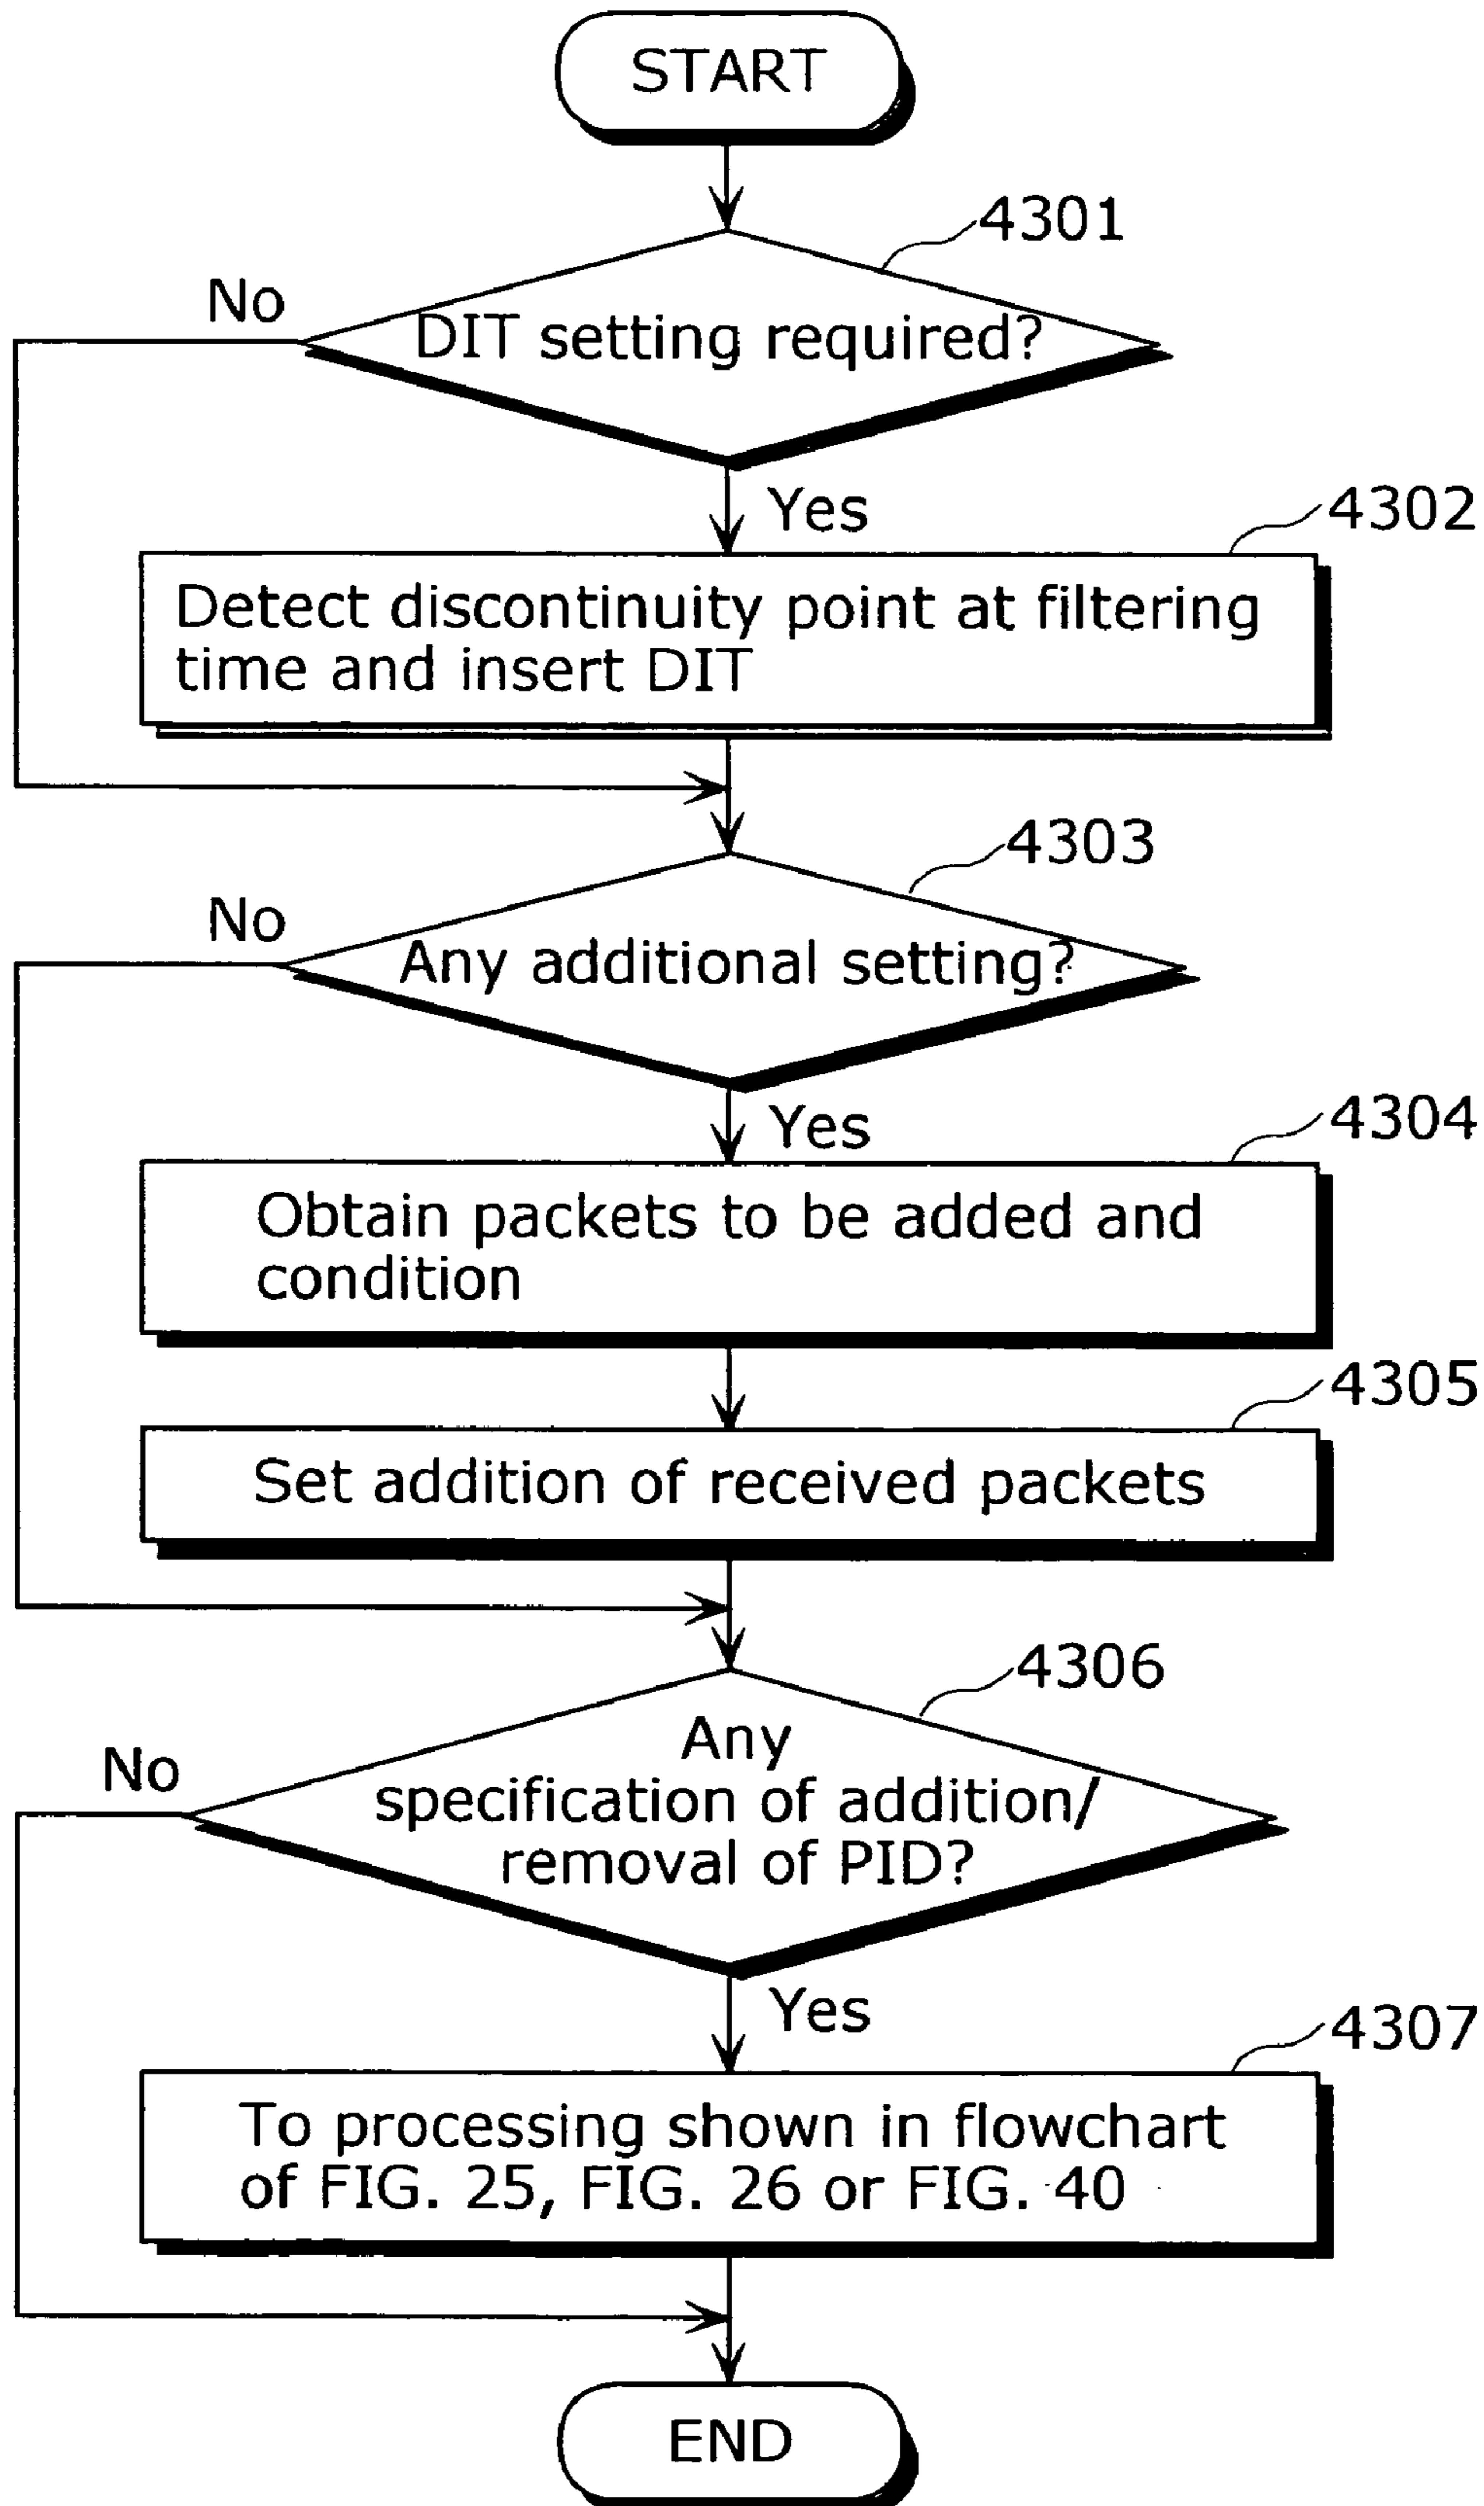 START
4301
No
DIT setting required?
Yes
4302
Detect discontinuity point at filtering
time and insert DIT
4303
No
Any additional setting?
Yes
4304
Obtain packets to be added and
condition
4305
Set addition of received packets
4306
No
Any
specification of addition/
removal of PID?
Yes
4307
To processing shown in flowchart
of FIG. 25, FIG. 26 or FIG. 40
END